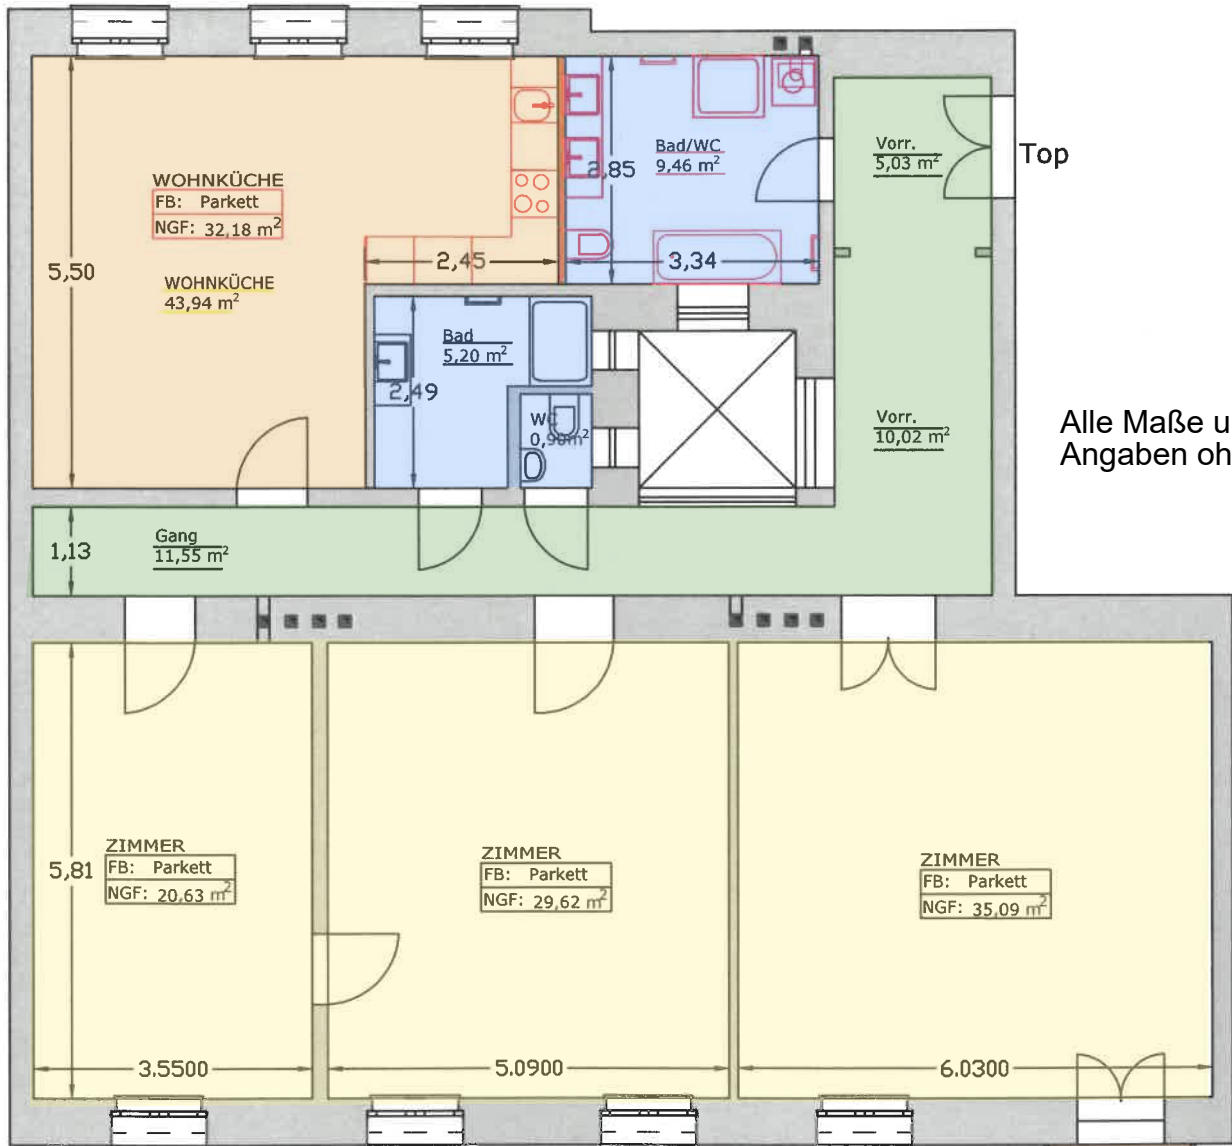 Vorr.
5,03 m²
Top
Bad/WC
9,46 m²
2,85
WOHNKÜCHE
FB: Parkett
NGF: 32,18 m²
5,50
2,45
3,34
WOHNKÜCHE
43,94 m²
Bad
5,20 m²
2,49
WC
0,90m²
Vorr.
10,02 m²
Alle Maße u
Angaben oh
Gang
11,55 m²
1,13
ZIMMER
FB: Parkett
NGF: 20,63 m²
5,81
ZIMMER
FB: Parkett
NGF: 29,62 m²
ZIMMER
FB: Parkett
NGF: 35,09 m²
3.5500
5.0900
6.0300